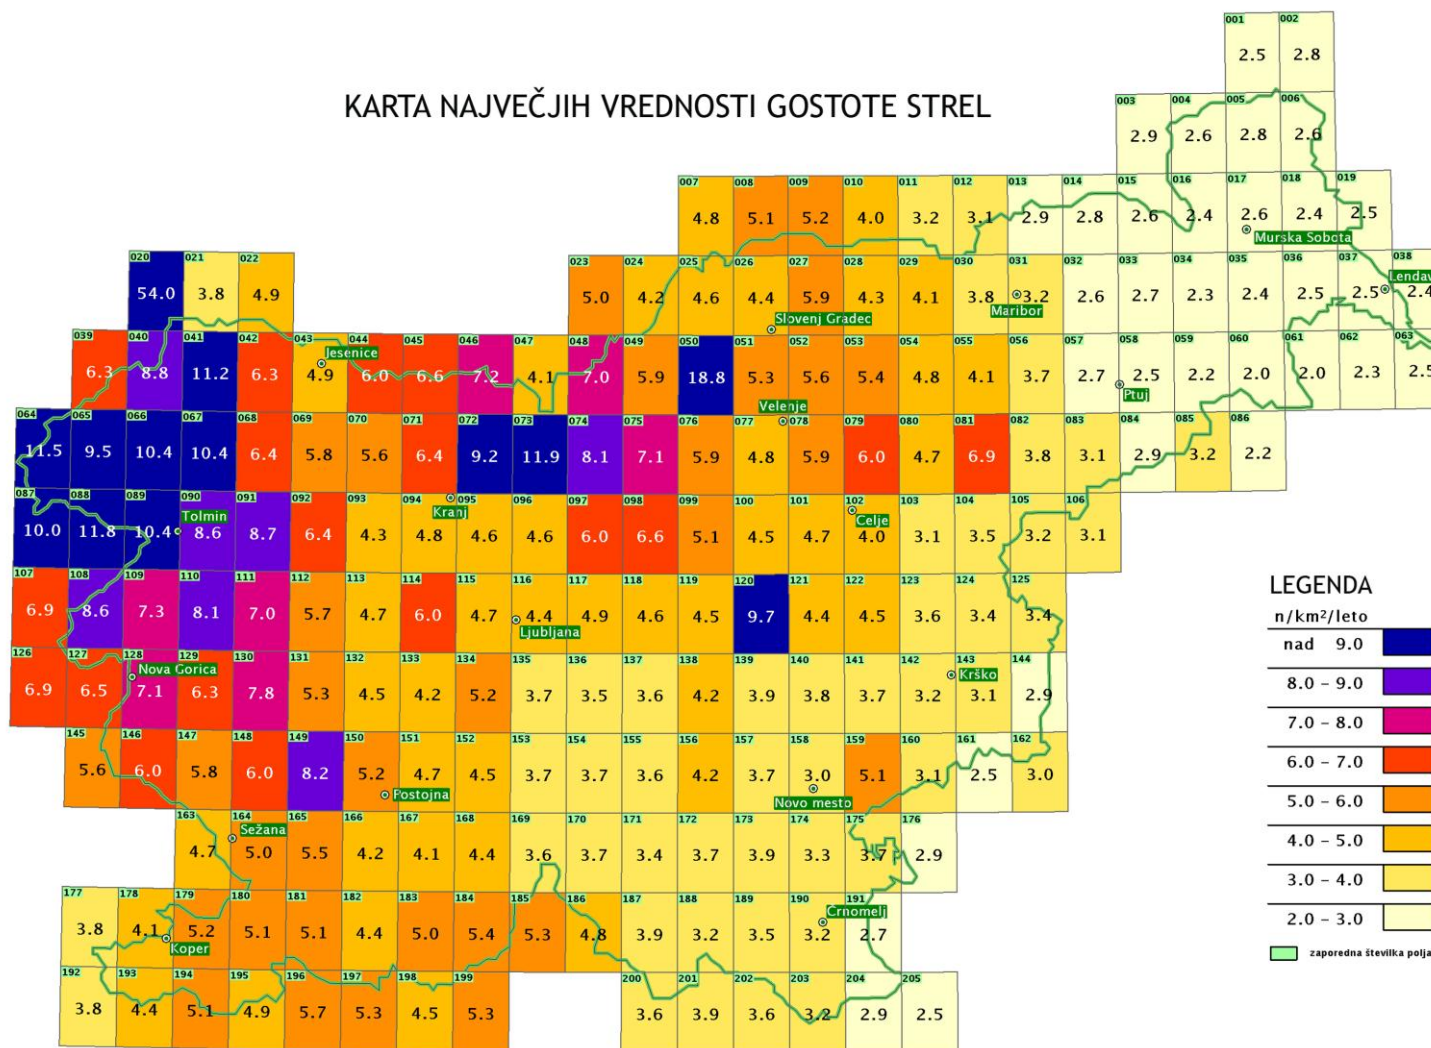 KARTA NAJVEČJIH VREDNOSTI GOSTOTE STREL
001 002
2.5 2.8
003 004 005 006
2.9 2.6 2.8 2.6
007 008 009 010 011 012 013 014 015 016 017 018 019
4.8 5.1 5.2 4.0 3.2 3.1 2.9 2.8 2.6 2.4 2.6 2.4 2.5
Murska Sobota
020 021 022 023 024 025 026 027 028 029 030 031 032 033 034 035 036 037 038
54.0 3.8 4.9 5.0 4.2 4.6 4.4 5.9 4.3 4.1 3.8 3.2 2.6 2.7 2.3 2.4 2.5 2.5 2.4
Lendav
Maribor
Slovenj Gradec
039 040 041 042 043 044 045 046 047 048 049 050 051 052 053 054 055 056 057 058 059 060 061 062 063
Jesenice
6.3 8.8 11.2 6.3 4.9 6.0 6.6 7.2 4.1 7.0 5.9 18.8 5.3 5.6 5.4 4.8 4.1 3.7 2.7 2.5 2.2 2.0 2.0 2.3 2.5
Ptuj
Velenje
064 065 066 067 068 069 070 071 072 073 074 075 076 077 078 079 080 081 082 083 084 085 086
11.5 9.5 10.4 10.4 6.4 5.8 5.6 6.4 9.2 11.9 8.1 7.1 5.9 4.8 5.9 6.0 4.7 6.9 3.8 3.1 2.9 3.2 2.2
087 088 089 090 091 092 093 094 095 096 097 098 099 100 101 102 103 104 105 106
Tolmin Kranj Celje
10.0 11.8 10.4 8.6 8.7 6.4 4.3 4.8 4.6 4.6 6.0 6.6 5.1 4.5 4.7 4.0 3.1 3.5 3.2 3.1
107 108 109 110 111 112 113 114 115 116 117 118 119 120 121 122 123 124 125
6.9 8.6 7.3 8.1 7.0 5.7 4.7 6.0 4.7 4.4 4.9 4.6 4.5 9.7 4.4 4.5 3.6 3.4 3.4
Ljubljana
126 127 128 129 130 131 132 133 134 135 136 137 138 139 140 141 142 143 144
Nova Gorica Krško
6.9 6.5 7.1 6.3 7.8 5.3 4.5 4.2 5.2 3.7 3.5 3.6 4.2 3.9 3.8 3.7 3.2 3.1 2.9
145 146 147 148 149 150 151 152 153 154 155 156 157 158 159 160 161 162
5.6 6.0 5.8 6.0 8.2 5.2 4.7 4.5 3.7 3.7 3.6 4.2 3.7 3.0 5.1 3.1 2.5 3.0
Postojna Novo mesto
163 164 165 166 167 168 169 170 171 172 173 174 175 176
Sežana
4.7 5.0 5.5 4.2 4.1 4.4 3.6 3.7 3.4 3.7 3.9 3.3 3.7 2.9
177 178 179 180 181 182 183 184 185 186 187 188 189 190 191
Črnomelj
3.8 4.1 5.2 5.1 5.1 4.4 5.0 5.4 5.3 4.8 3.9 3.2 3.5 3.2 2.7
Koper
192 193 194 195 196 197 198 199 200 201 202 203 204 205
3.8 4.4 5.1 4.9 5.7 5.3 4.5 5.3 3.6 3.9 3.6 3.2 2.9 2.5
LEGENDA
n/km²/leto
nad 9.0
8.0 – 9.0
7.0 – 8.0
6.0 – 7.0
5.0 – 6.0
4.0 – 5.0
3.0 – 4.0
2.0 – 3.0
zaporedna številka polja